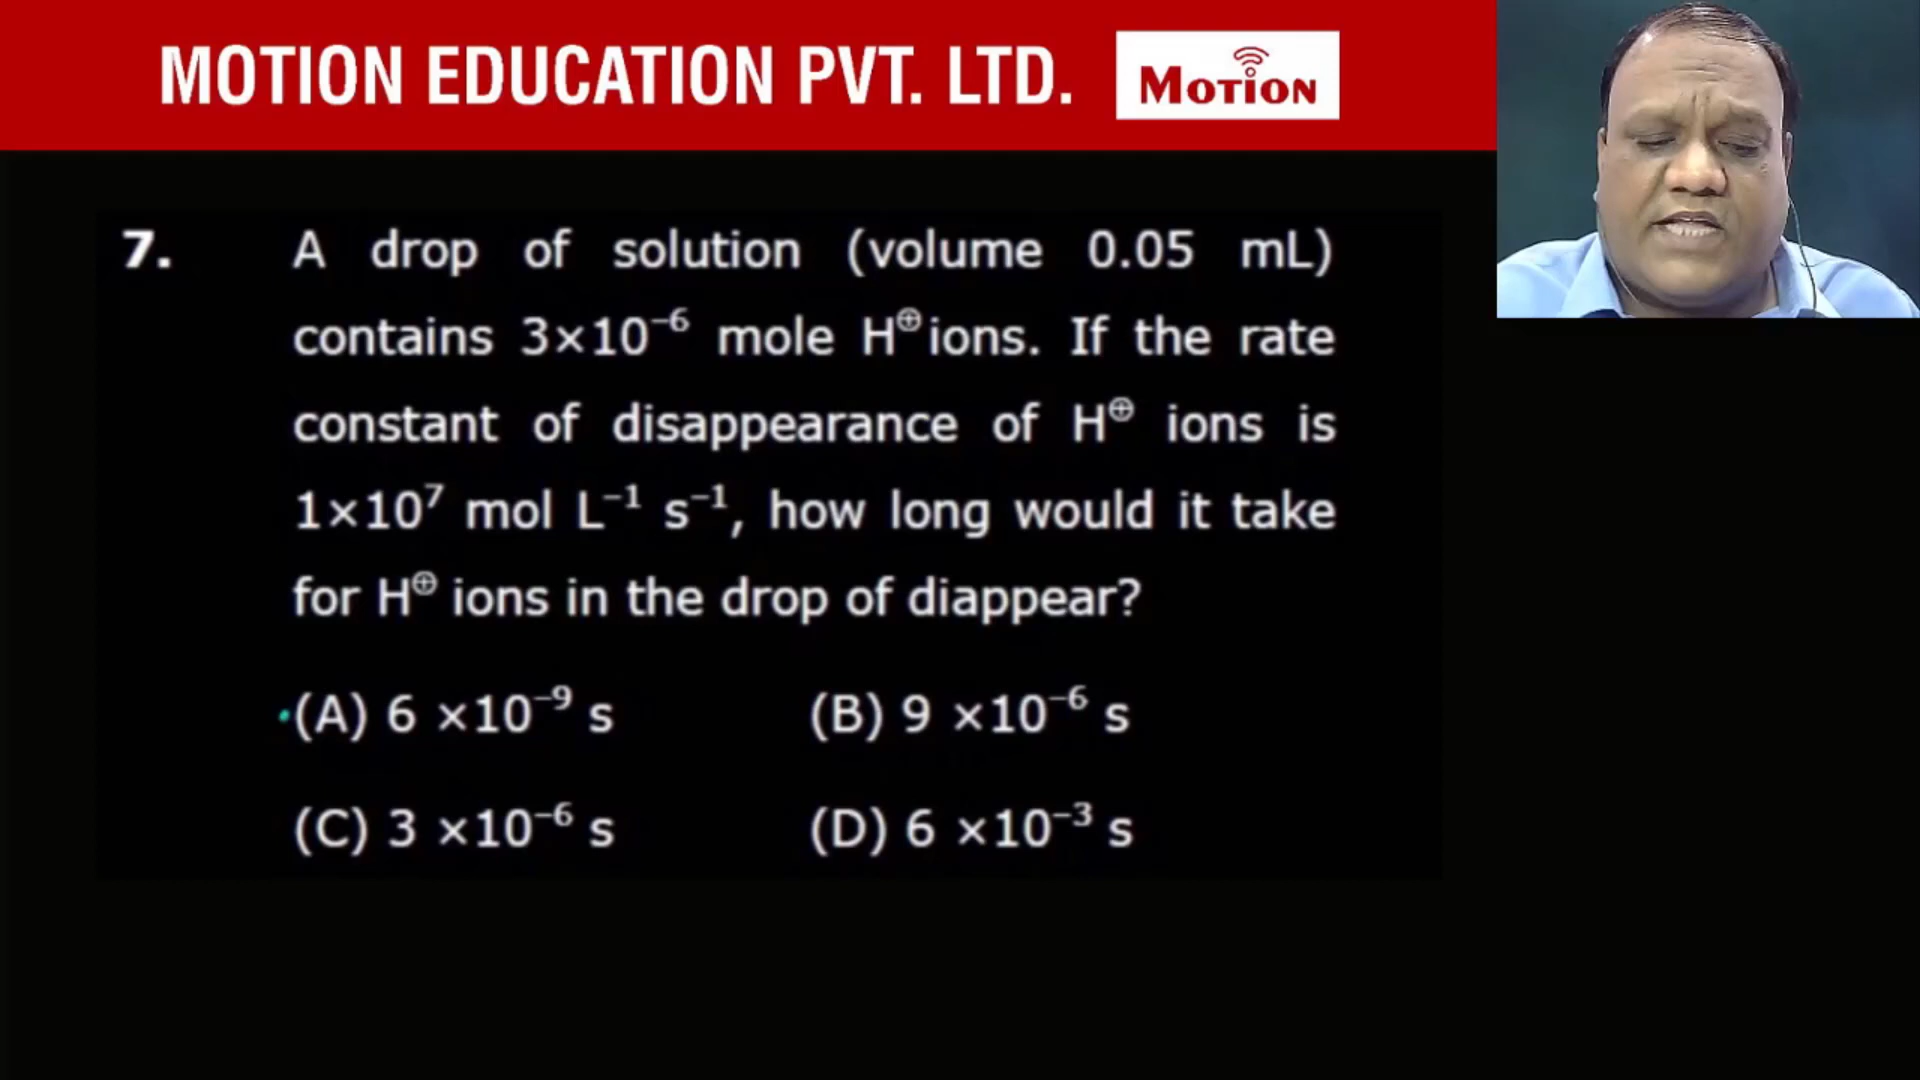 MOTION EDUCATION PVT. LTD.
MOTION
7. A drop of solution (volume 0.05 mL)
contains 3×10⁻⁶ mole H⊕ ions. If the rate
constant of disappearance of H⊕ ions is
1×10⁷ mol L⁻¹ s⁻¹, how long would it take
for H⊕ ions in the drop of diappear?
(A) 6 ×10⁻⁹ s (B) 9 ×10⁻⁶ s
(C) 3 ×10⁻⁶ s (D) 6 ×10⁻³ s